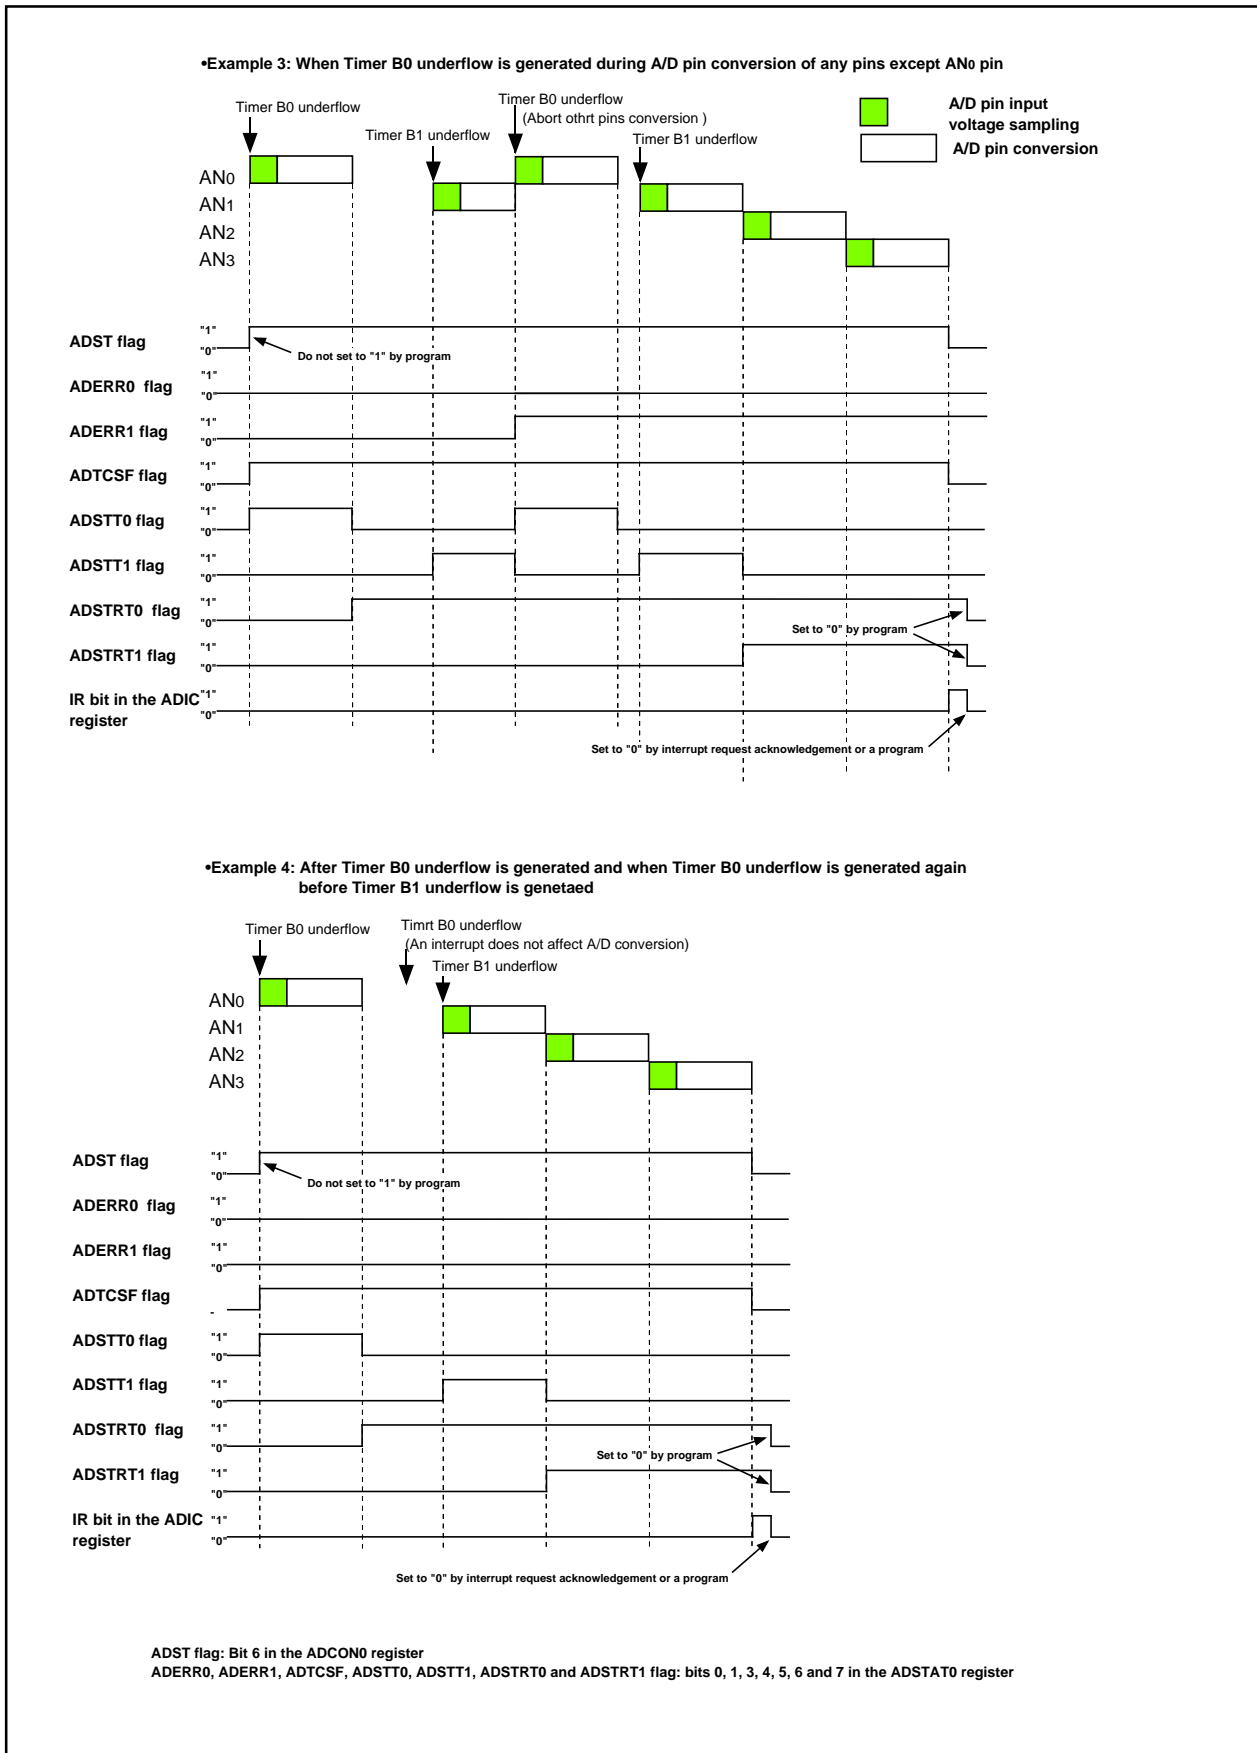 •Example 3: When Timer B0 underflow is generated during A/D pin conversion of any pins except AN0 pin
Timer B0 underflow
Timer B1 underflow
Timer B0 underflow
(Abort othrt pins conversion )
Timer B1 underflow
A/D pin input
voltage sampling
A/D pin conversion
AN0
AN1
AN2
AN3
ADST flag
"1"
"0"
Do not set to "1" by program
ADERR0 flag
"1"
"0"
ADERR1 flag
"1"
"0"
ADTCSF flag
"1"
"0"
ADSTT0 flag
"1"
"0"
ADSTT1 flag
"1"
"0"
ADSTRT0 flag
"1"
"0"
Set to "0" by program
ADSTRT1 flag
"1"
"0"
IR bit in the ADIC
register
"1"
"0"
Set to "0" by interrupt request acknowledgement or a program
•Example 4: After Timer B0 underflow is generated and when Timer B0 underflow is generated again
before Timer B1 underflow is genetaed
Timer B0 underflow
Timrt B0 underflow
(An interrupt does not affect A/D conversion)
Timer B1 underflow
AN0
AN1
AN2
AN3
ADST flag
"1"
"0"
Do not set to "1" by program
ADERR0 flag
"1"
"0"
ADERR1 flag
"1"
"0"
ADTCSF flag
-
ADSTT0 flag
"1"
"0"
ADSTT1 flag
"1"
"0"
ADSTRT0 flag
"1"
"0"
Set to "0" by program
ADSTRT1 flag
"1"
"0"
IR bit in the ADIC
register
"1"
"0"
Set to "0" by interrupt request acknowledgement or a program
ADST flag: Bit 6 in the ADCON0 register
ADERR0, ADERR1, ADTCSF, ADSTT0, ADSTT1, ADSTRT0 and ADSTRT1 flag: bits 0, 1, 3, 4, 5, 6 and 7 in the ADSTAT0 register